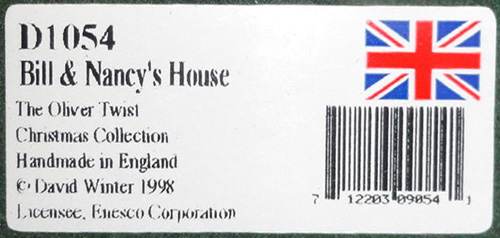 D1054
Bill & Nancy's House
The Oliver Twist
Christmas Collection
Handmade in England
© David Winter 1998
Licensee, Enesco Corporation
7 12203 09054 1